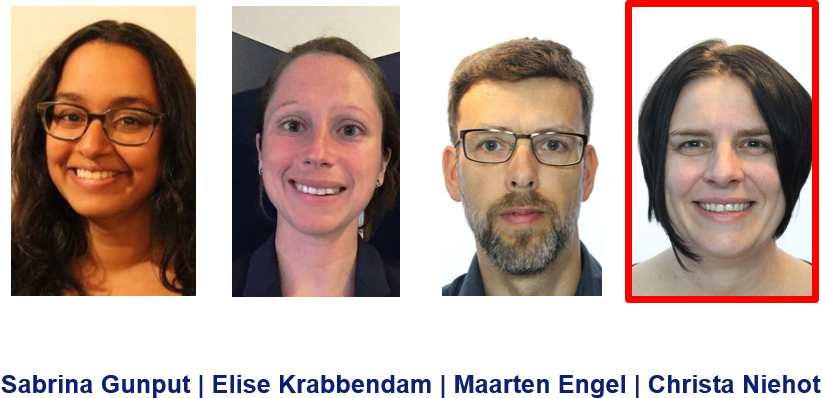 Sabrina Gunput | Elise Krabbendam | Maarten Engel | Christa Niehot